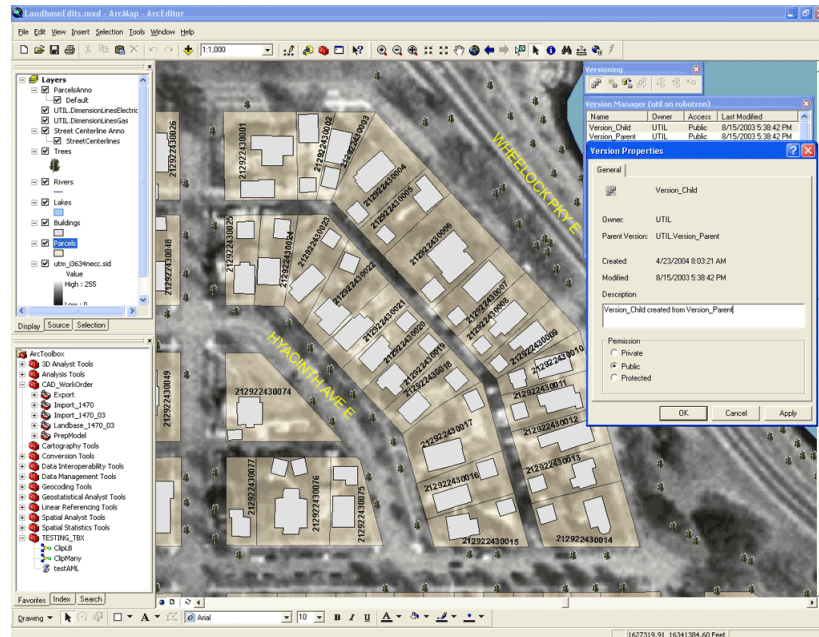 LandbaseEdits.mxd - ArcMap - ArcEditor
File Edit View Insert Selection Tools Window Help
1:1,000
Layers
ParcelsAnno
Default
UTIL.DimensionLinesElectric
UTIL.DimensionLinesGas
Street Centerline Anno
StreetCenterlines
Trees
Rivers
Lakes
Buildings
Parcels
utm_i3634necc.sid
Value
High : 255
Low : 0
Display Source Selection
ArcToolbox
3D Analyst Tools
Analysis Tools
CAD_WorkOrder
Export
Import_1470
Import_1470_03
Landbase_1470_03
PrepModel
Cartography Tools
Conversion Tools
Data Interoperability Tools
Data Management Tools
Geocoding Tools
Geostatistical Analyst Tools
Linear Referencing Tools
Spatial Analyst Tools
Spatial Statistics Tools
TESTING_TBX
ClipLB
ClipMany
testAML
Favorites Index Search
212922430026
212922430001
212922430002
212922430003
212922430004
212922430005
212922430006
212922430007
212922430008
212922430009
212922430010
212922430011
212922430012
212922430013
212922430014
212922430015
212922430016
212922430017
212922430018
212922430019
212922430020
212922430021
212922430022
212922430023
212922430024
212922430025
212922430048
212922430049
212922430074
212922430075
212922430076
212922430077
WHEELOCK PKY E
HYACINTH AVE E
Versioning
Version Manager (util on robotron)
Name Owner Access Last Modified
Version_Child UTIL Public 8/15/2003 5:38:42 PM
Version_Parent UTIL Public 8/15/2003 5:38:42 PM
Version Properties
General
Version_Child
Owner: UTIL
Parent Version: UTIL.Version_Parent
Created: 4/23/2004 8:03:21 AM
Modified: 8/15/2003 5:38:42 PM
Description
Version_Child created from Version_Parent
Permission
Private
Public
Protected
OK Cancel Apply
Drawing A Arial 10 B I U A
1627319.91 16341384.60 Feet